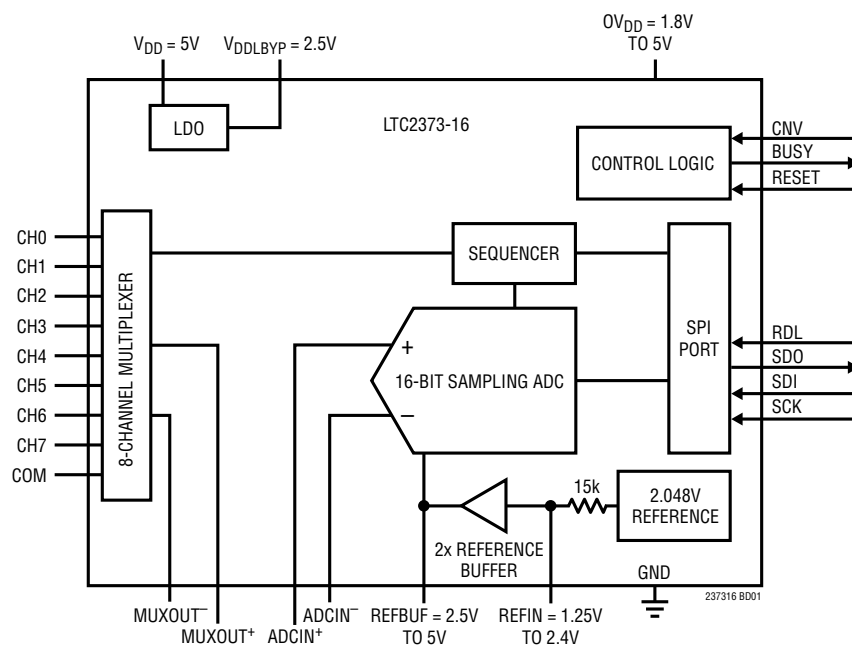 V_DD = 5V
V_DDLBYP = 2.5V
OV_DD = 1.8V
TO 5V
LDO
LTC2373-16
CONTROL LOGIC
CNV
BUSY
RESET
CH0
CH1
CH2
CH3
CH4
CH5
CH6
CH7
COM
8-CHANNEL MULTIPLEXER
SEQUENCER
+
16-BIT SAMPLING ADC
–
SPI
PORT
RDL
SDO
SDI
SCK
15k
2.048V
REFERENCE
2x REFERENCE
BUFFER
GND
237316 BD01
MUXOUT⁻
MUXOUT⁺
ADCIN⁺
ADCIN⁻
REFBUF = 2.5V
TO 5V
REFIN = 1.25V
TO 2.4V